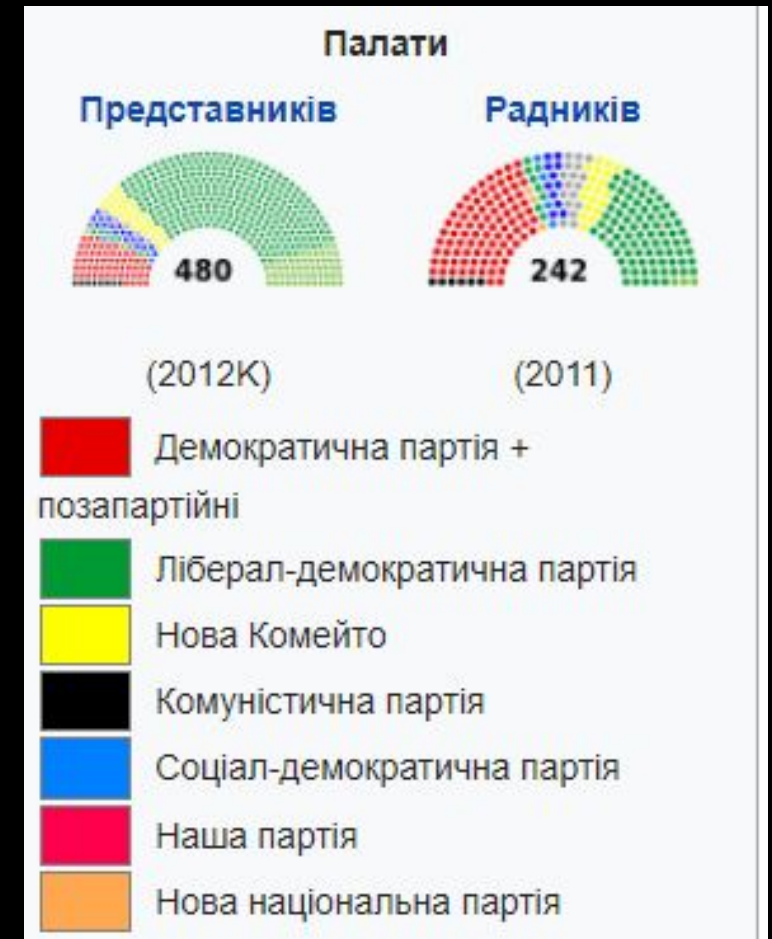 Палати
Представників Радників
480 242
(2012К) (2011)
Демократична партія +
позапартійні
Ліберал-демократична партія
Нова Комейто
Комуністична партія
Соціал-демократична партія
Наша партія
Нова національна партія